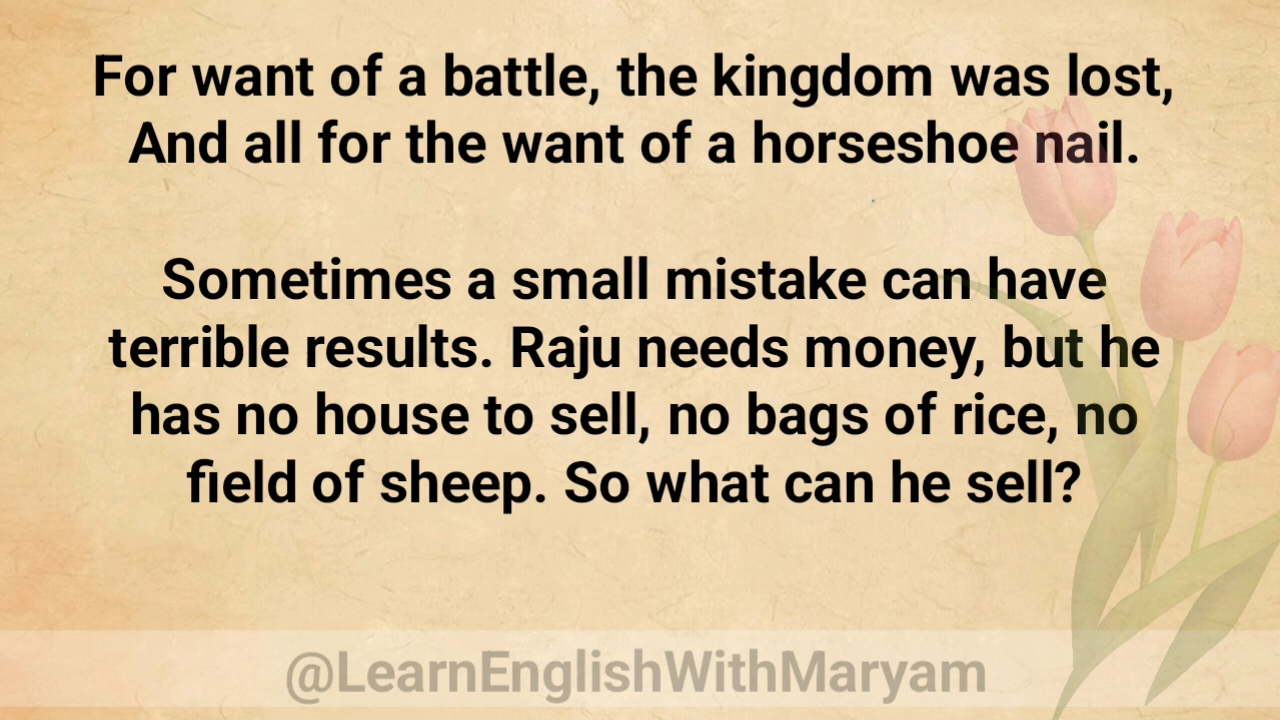 For want of a battle, the kingdom was lost,
And all for the want of a horseshoe nail.
Sometimes a small mistake can have
terrible results. Raju needs money, but he
has no house to sell, no bags of rice, no
field of sheep. So what can he sell?
@LearnEnglishWithMaryam